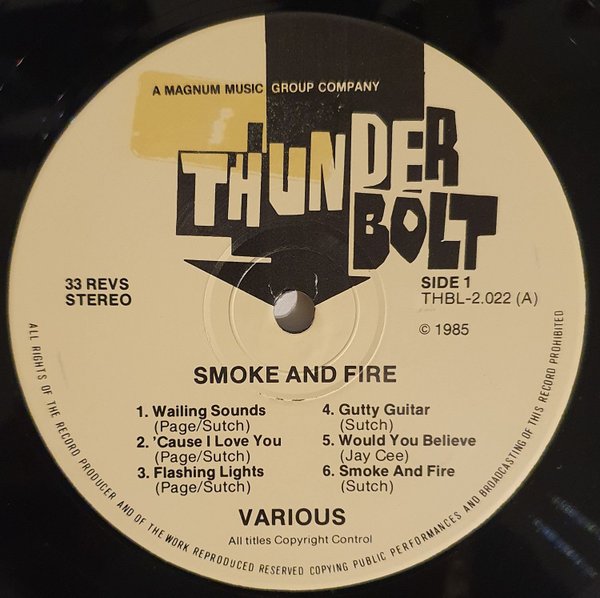 A MAGNUM MUSIC GROUP COMPANY
THUNDER
BOLT
33 REVS
STEREO
SIDE 1
THBL-2.022 (A)
© 1985
SMOKE AND FIRE
1. Wailing Sounds
(Page/Sutch)
2. 'Cause I Love You
(Page/Sutch)
3. Flashing Lights
(Page/Sutch)
4. Gutty Guitar
(Sutch)
5. Would You Believe
(Jay Cee)
6. Smoke And Fire
(Sutch)
VARIOUS
All titles Copyright Control
ALL RIGHTS OF THE RECORD PRODUCER AND OF THE WORK REPRODUCED RESERVED COPYING PUBLIC PERFORMANCES AND BROADCASTING OF THIS RECORD PROHIBITED